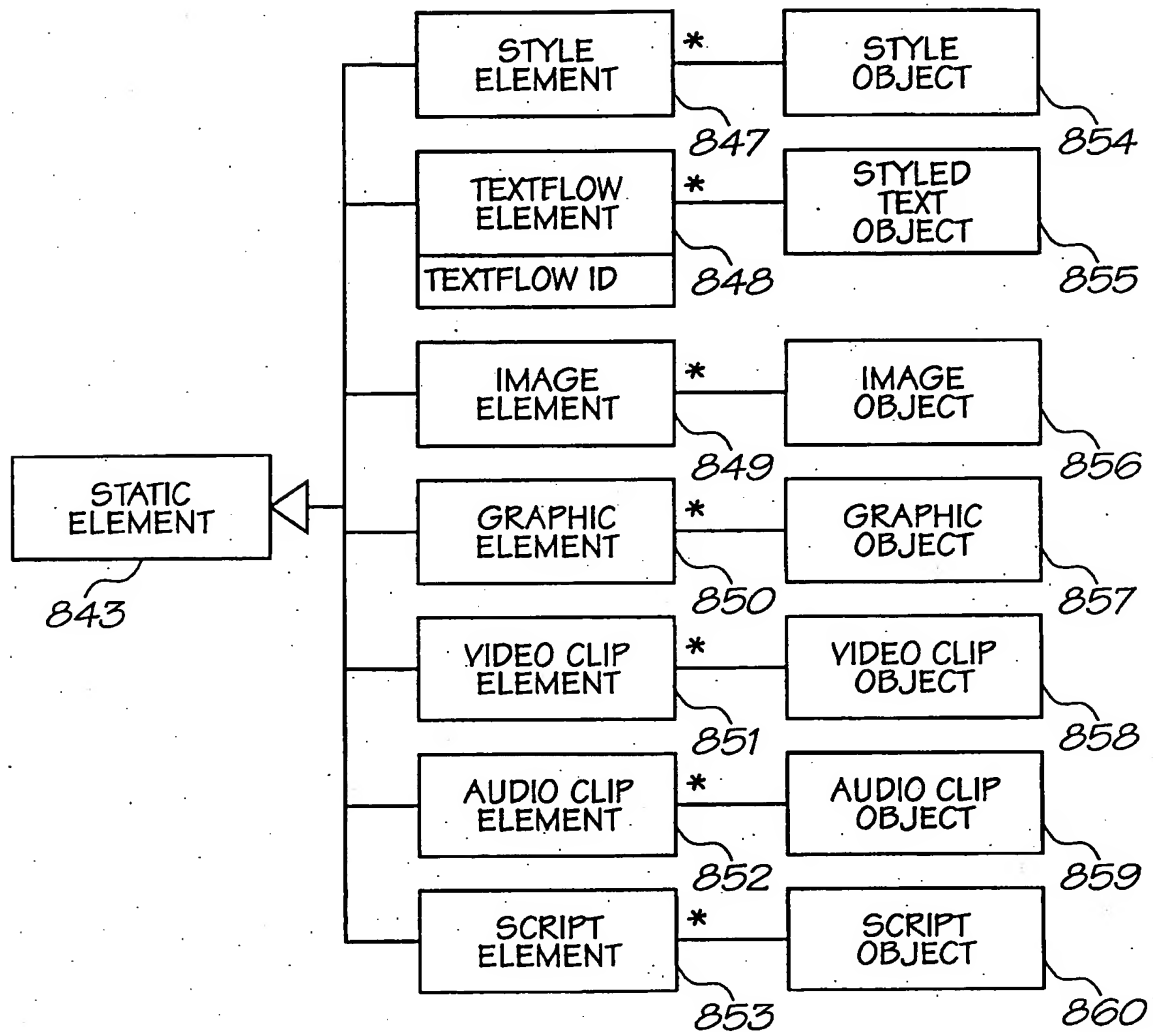 STYLE
ELEMENT
*
STYLE
OBJECT
847
854
TEXTFLOW
ELEMENT
*
STYLED
TEXT
OBJECT
TEXTFLOW ID
848
855
IMAGE
ELEMENT
*
IMAGE
OBJECT
849
856
STATIC
ELEMENT
843
GRAPHIC
ELEMENT
*
GRAPHIC
OBJECT
850
857
VIDEO CLIP
ELEMENT
*
VIDEO CLIP
OBJECT
851
858
AUDIO CLIP
ELEMENT
*
AUDIO CLIP
OBJECT
852
859
SCRIPT
ELEMENT
*
SCRIPT
OBJECT
853
860